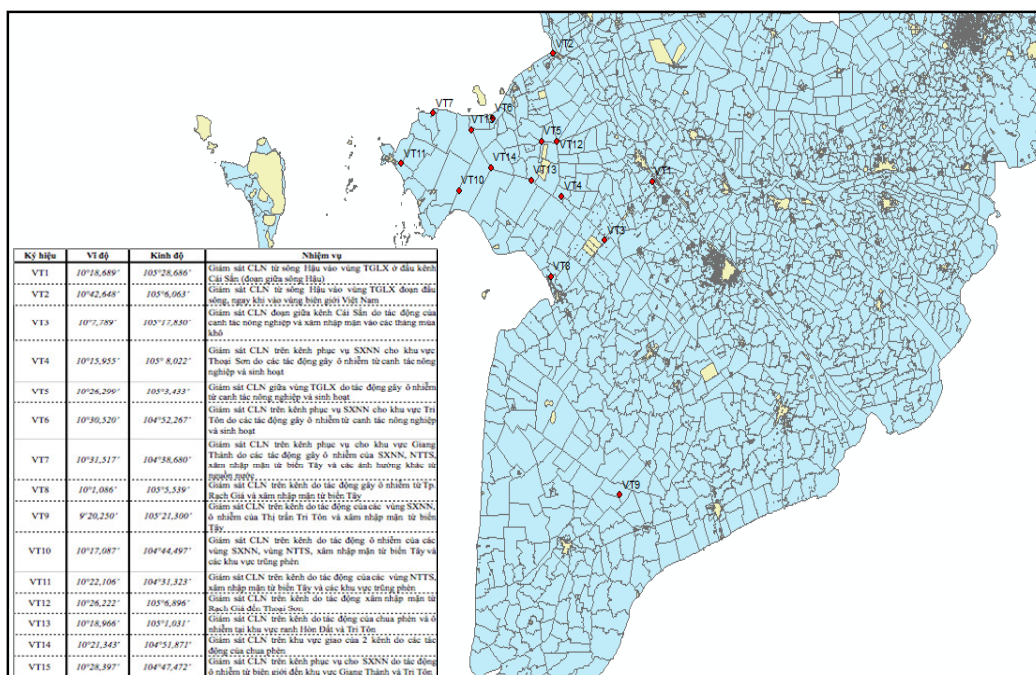 VT2
VT7
VT6
VT15
VT5
VT12
VT11
VT14
VT13
VT1
VT10
VT4
VT3
VT8
VT9
Ký hiệu Vĩ độ Kinh độ Nhiệm vụ
VT1 10°18,689' 105°28,686' Giám sát CLN từ sông Hậu vào vùng TGLX ở đầu kênh
Cái Sắn (đoạn giữa sông Hậu)
VT2 10°42,648' 105°6,063' Giám sát CLN từ sông Hậu vào vùng TGLX đoạn đầu
sông, ngay khi vào vùng biên giới Việt Nam
VT3 10°7,789' 105°17,830' Giám sát CLN đoạn giữa kênh Cái Sắn do tác động của
canh tác nông nghiệp và xâm nhập mặn vào các tháng mùa
khô
VT4 10°15,955' 105° 8,022' Giám sát CLN trên kênh phục vụ SXNN cho khu vực
Thoại Sơn do các tác động gây ô nhiễm từ canh tác nông
nghiệp và sinh hoạt
VT5 10°26,299' 105°3,433' Giám sát CLN giữa vùng TGLX do tác động gây ô nhiễm
từ canh tác nông nghiệp và sinh hoạt
VT6 10°30,520' 104°52,267' Giám sát CLN trên kênh phục vụ SXNN cho khu vực Tri
Tôn do các tác động gây ô nhiễm từ canh tác nông nghiệp
và sinh hoạt
VT7 10°31,517' 104°38,680' Giám sát CLN trên kênh phục vụ cho khu vực Giang
Thành do các tác động gây ô nhiễm của SXNN, NTTS,
xâm nhập mặn từ biển Tây và các ảnh hưởng khác từ
nguồn nước
VT8 10°1,086' 105°5,539' Giám sát CLN trên kênh do tác động gây ô nhiễm từ Tp.
Rạch Giá và xâm nhập mặn từ biển Tây
VT9 9°20,250' 105°21,300' Giám sát CLN trên kênh do tác động của các vùng SXNN,
ô nhiễm của Thị trấn Tri Tôn và xâm nhập mặn từ biển
Tây
VT10 10°17,087' 104°44,497' Giám sát CLN trên kênh do tác động ô nhiễm của các
vùng SXNN, vùng NTTS, xâm nhập mặn từ biển Tây và
các khu vực trũng phèn
VT11 10°22,106' 104°31,323' Giám sát CLN trên kênh do tác động của các vùng NTTS,
xâm nhập mặn từ biển Tây và các khu vực trũng phèn
VT12 10°26,222' 105°6,896' Giám sát CLN trên kênh do tác động xâm nhập mặn từ
Rạch Giá đến Thoại Sơn
VT13 10°18,966' 105°1,031' Giám sát CLN trên kênh do tác động của chua phèn và ô
nhiễm tại khu vực ranh Hòn Đất và Tri Tôn
VT14 10°21,343' 104°51,871' Giám sát CLN trên khu vực giao của 2 kênh do các tác
động của chua phèn
VT15 10°28,397' 104°47,472' Giám sát CLN trên kênh phục vụ cho SXNN do tác động
ô nhiễm từ biên giới đến khu vực Giang Thành và Tri Tôn